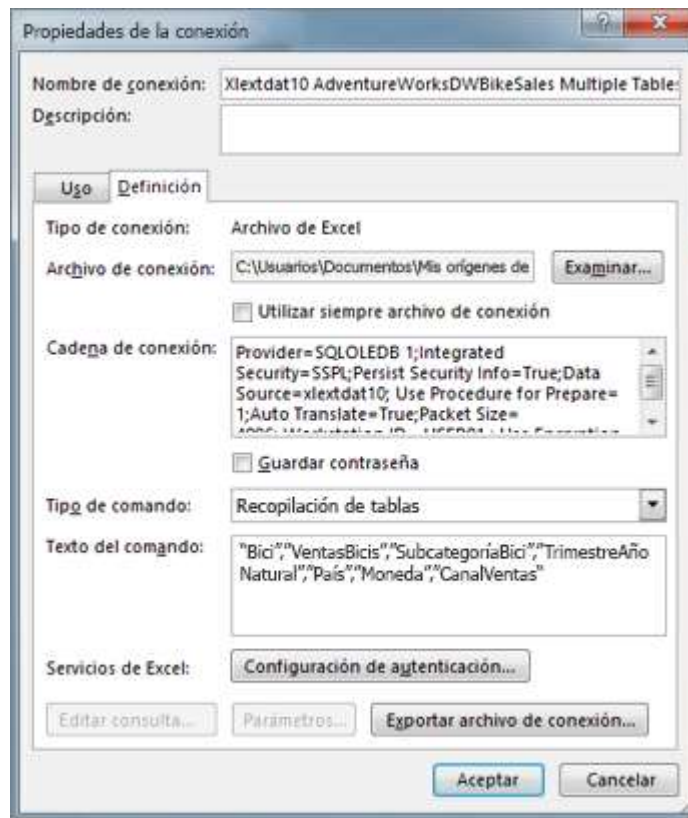 Propiedades de la conexión
Nombre de conexión: Xlextdat10 AdventureWorksDWBikeSales Multiple Tables
Descripción:
Uso Definición
Tipo de conexión: Archivo de Excel
Archivo de conexión: C:\Usuarios\Documentos\Mis orígenes de Examinar...
Utilizar siempre archivo de conexión
Cadena de conexión: Provider=SQLOLEDB 1;Integrated
Security=SSPL;Persist Security Info=True;Data
Source=xlextdat10; Use Procedure for Prepare=
1;Auto Translate=True;Packet Size=
Guardar contraseña
Tipo de comando: Recopilación de tablas
Texto del comando: "Bici","VentasBicis","SubcategoríaBici","TrimestreAño
Natural","País","Moneda","CanalVentas"
Servicios de Excel: Configuración de autenticación...
Editar consulta... Parámetros... Exportar archivo de conexión...
Aceptar Cancelar